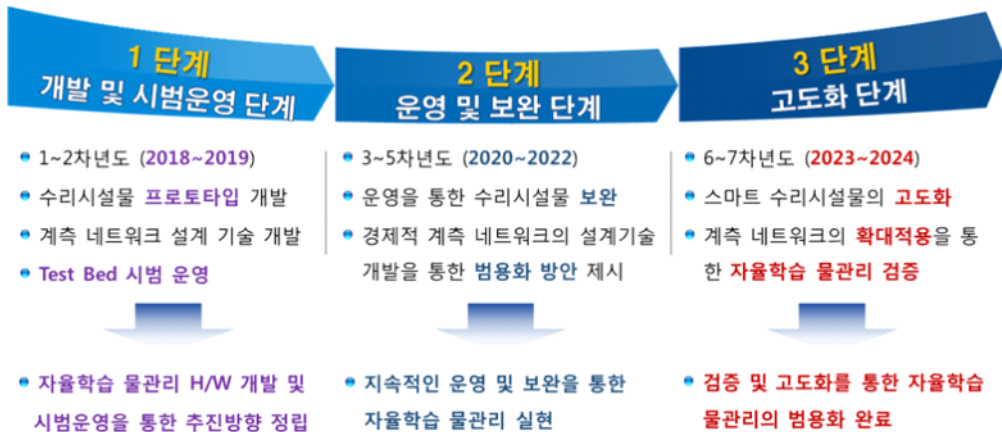 1 단계
개발 및 시범운영 단계
• 1~2차년도 (2018~2019)
• 수리시설물 프로토타입 개발
• 계측 네트워크 설계 기술 개발
• Test Bed 시범 운영
• 자율학습 물관리 H/W 개발 및
시범운영을 통한 추진방향 정립
2 단계
운영 및 보완 단계
• 3~5차년도 (2020~2022)
• 운영을 통한 수리시설물 보완
• 경제적 계측 네트워크의 설계기술
개발을 통한 범용화 방안 제시
• 지속적인 운영 및 보완을 통한
자율학습 물관리 실현
3 단계
고도화 단계
• 6~7차년도 (2023~2024)
• 스마트 수리시설물의 고도화
• 계측 네트워크의 확대적용을 통
한 자율학습 물관리 검증
• 검증 및 고도화를 통한 자율학습
물관리의 범용화 완료